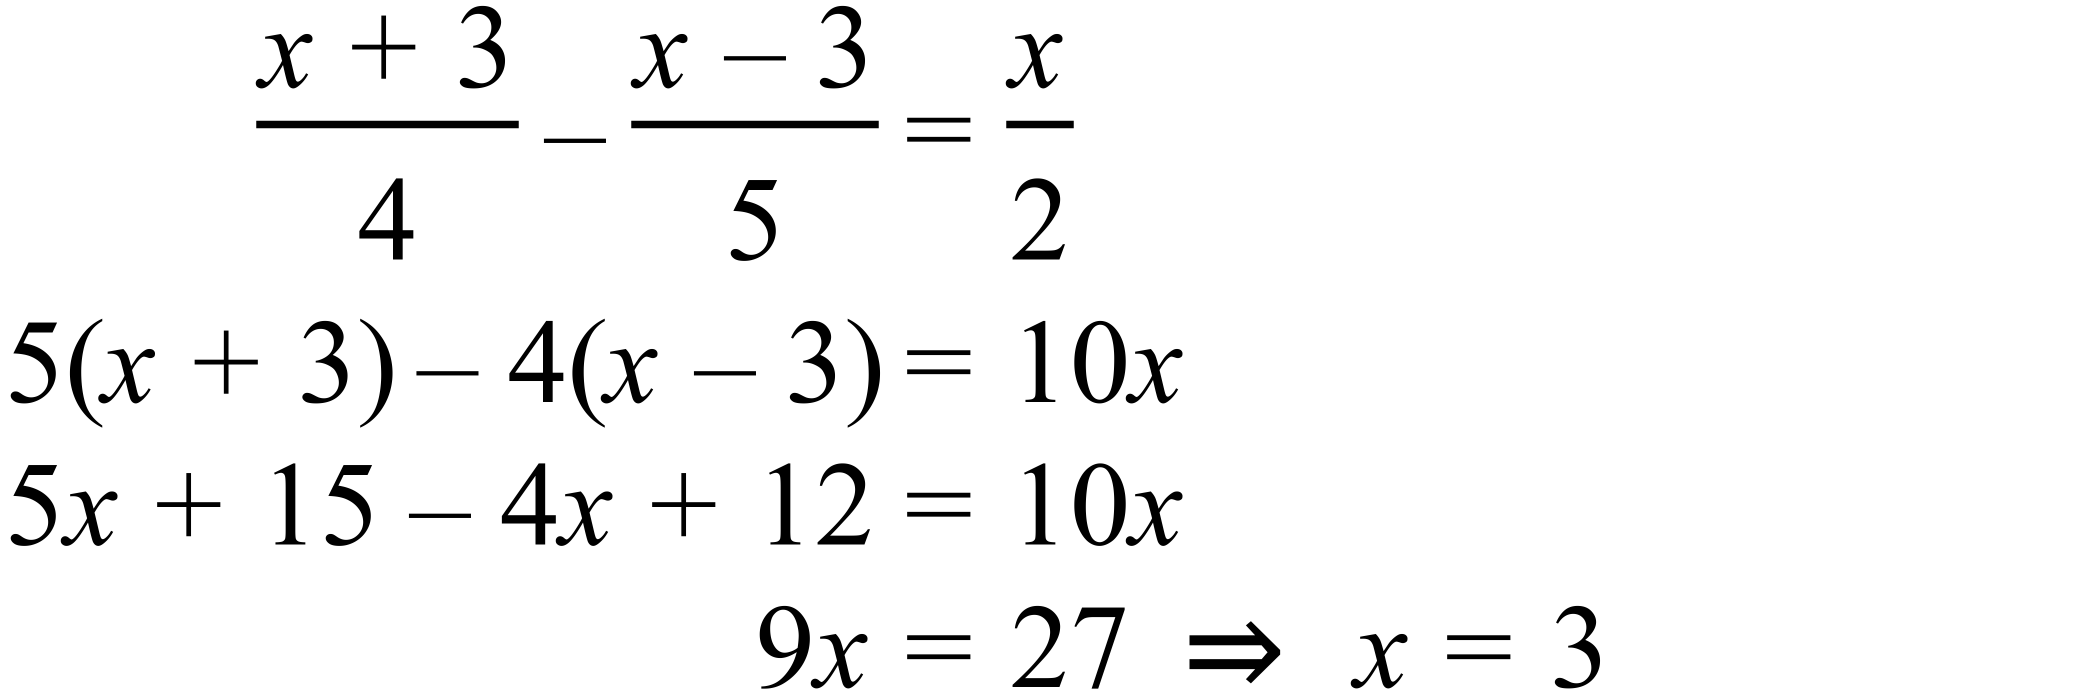 (x + 3)/4 – (x – 3)/5 = x/2
5(x + 3) – 4(x – 3) = 10x
5x + 15 – 4x + 12 = 10x
9x = 27 ⇒ x = 3